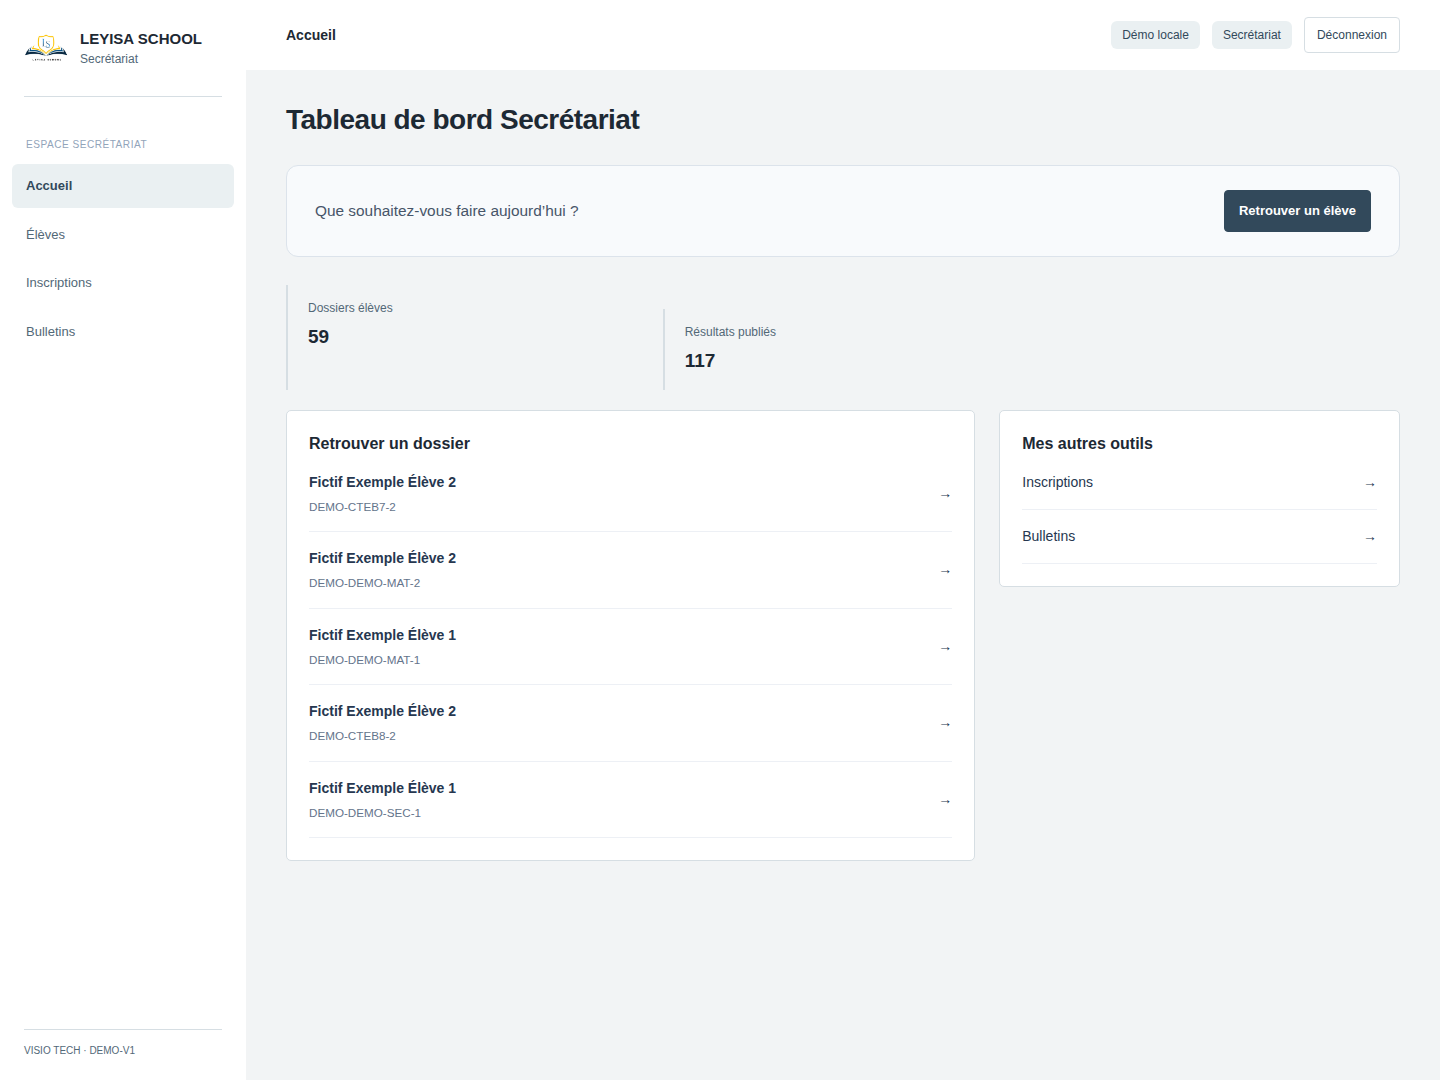 LEYISA SCHOOL
Secrétariat
ESPACE SECRÉTARIAT
Accueil
Élèves
Inscriptions
Bulletins
VISIO TECH · DEMO-V1
Accueil
Démo locale
Secrétariat
Déconnexion
Tableau de bord Secrétariat
Que souhaitez-vous faire aujourd’hui ?
Retrouver un élève
Dossiers élèves
59
Résultats publiés
117
Retrouver un dossier
Fictif Exemple Élève 2
DEMO-CTEB7-2
→
Fictif Exemple Élève 2
DEMO-DEMO-MAT-2
→
Fictif Exemple Élève 1
DEMO-DEMO-MAT-1
→
Fictif Exemple Élève 2
DEMO-CTEB8-2
→
Fictif Exemple Élève 1
DEMO-DEMO-SEC-1
→
Mes autres outils
Inscriptions →
Bulletins →